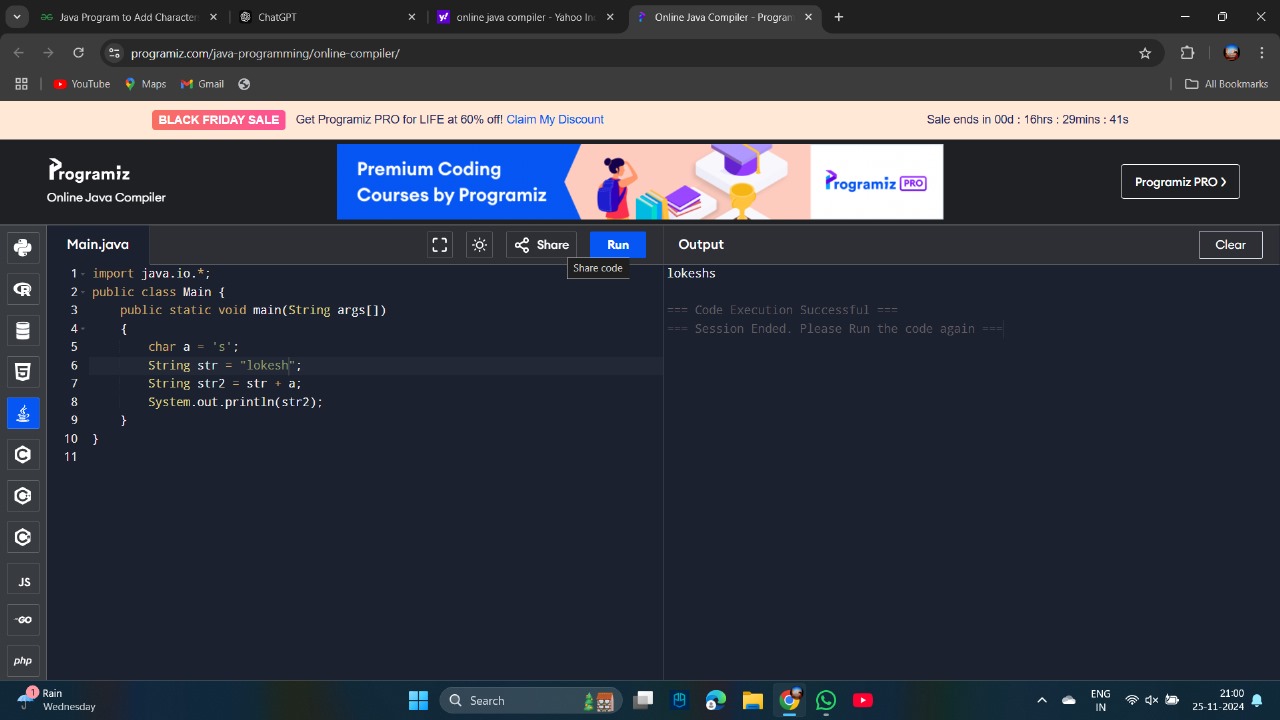 Java Program to Add Character
ChatGPT
online java compiler - Yahoo In
Online Java Compiler - Program
programiz.com/java-programming/online-compiler/
YouTube
Maps
Gmail
All Bookmarks
BLACK FRIDAY SALE Get Programiz PRO for LIFE at 60% off! Claim My Discount
Sale ends in 00d : 16hrs : 29mins : 41s
Programiz
Online Java Compiler
Premium Coding
Courses by Programiz
Programiz PRO
Programiz PRO >
Main.java
Share
Run
Share code
Output
Clear
1 import java.io.*;
2 public class Main {
3 public static void main(String args[])
4 {
5 char a = 's';
6 String str = "lokesh";
7 String str2 = str + a;
8 System.out.println(str2);
9 }
10 }
11
lokeshs
=== Code Execution Successful ===
=== Session Ended. Please Run the code again ===
R
5
C
C
C
JS
GO
php
1
Rain
Wednesday
Search
ENG
IN
21:00
25-11-2024